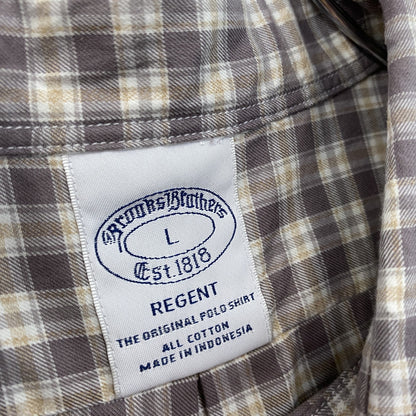 Brooks Brothers
L
Est. 1818
REGENT
THE ORIGINAL POLO SHIRT
ALL COTTON
MADE IN INDONESIA